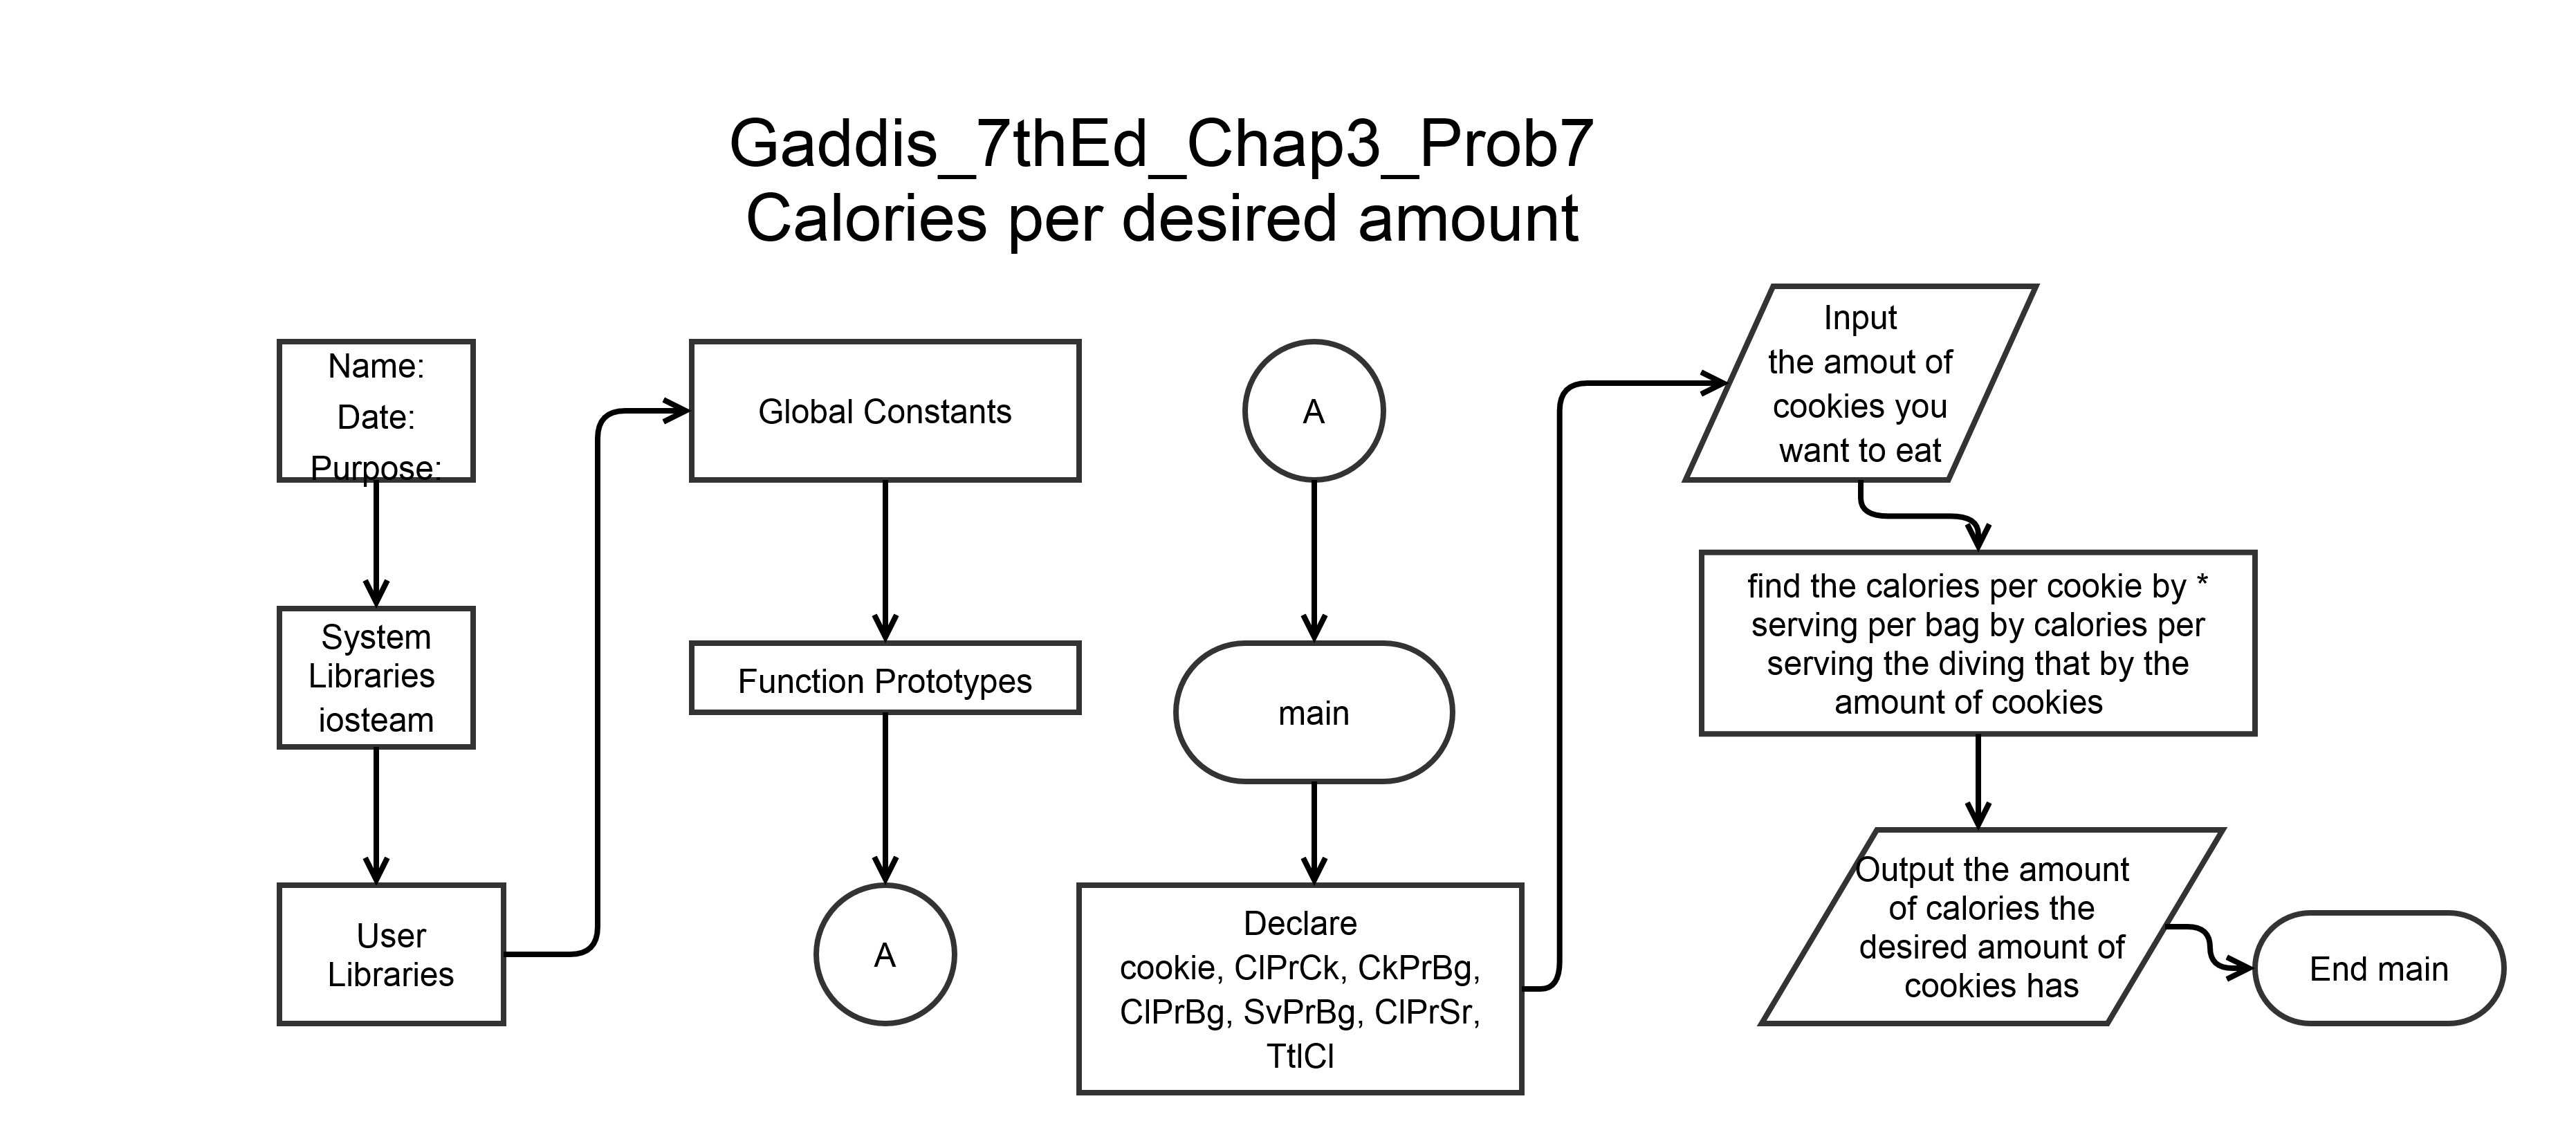 Gaddis_7thEd_Chap3_Prob7
Calories per desired amount
Name:
Date:
Purpose:
System
Libraries
iosteam
User
Libraries
Global Constants
Function Prototypes
A
A
main
Declare
cookie, ClPrCk, CkPrBg,
ClPrBg, SvPrBg, ClPrSr,
TtlCl
Input
the amout of
cookies you
want to eat
find the calories per cookie by *
serving per bag by calories per
serving the diving that by the
amount of cookies
Output the amount
of calories the
desired amount of
cookies has
End main